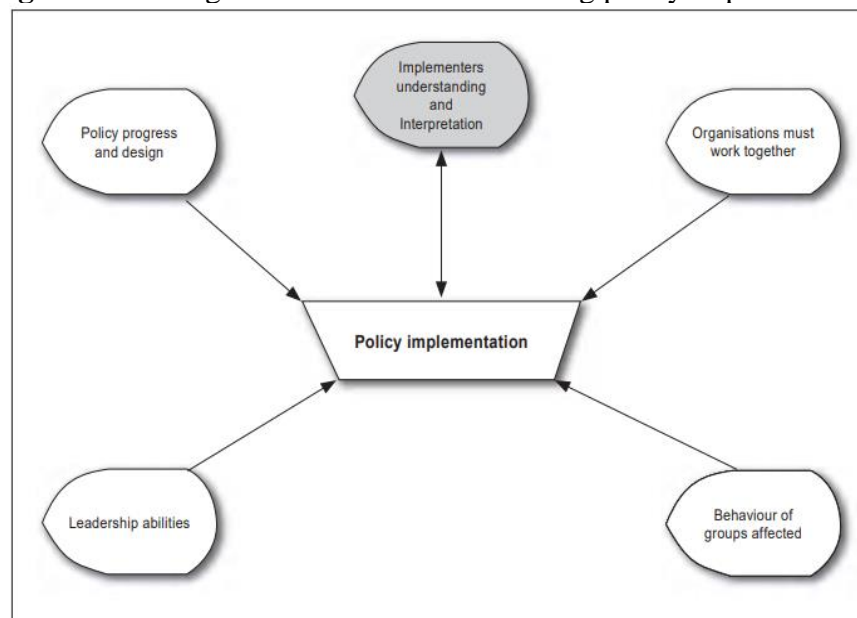 Implementers
understanding
and
Interpretation
Policy progress
and design
Organisations must
work together
Policy implementation
Leadership abilities
Behaviour of
groups affected